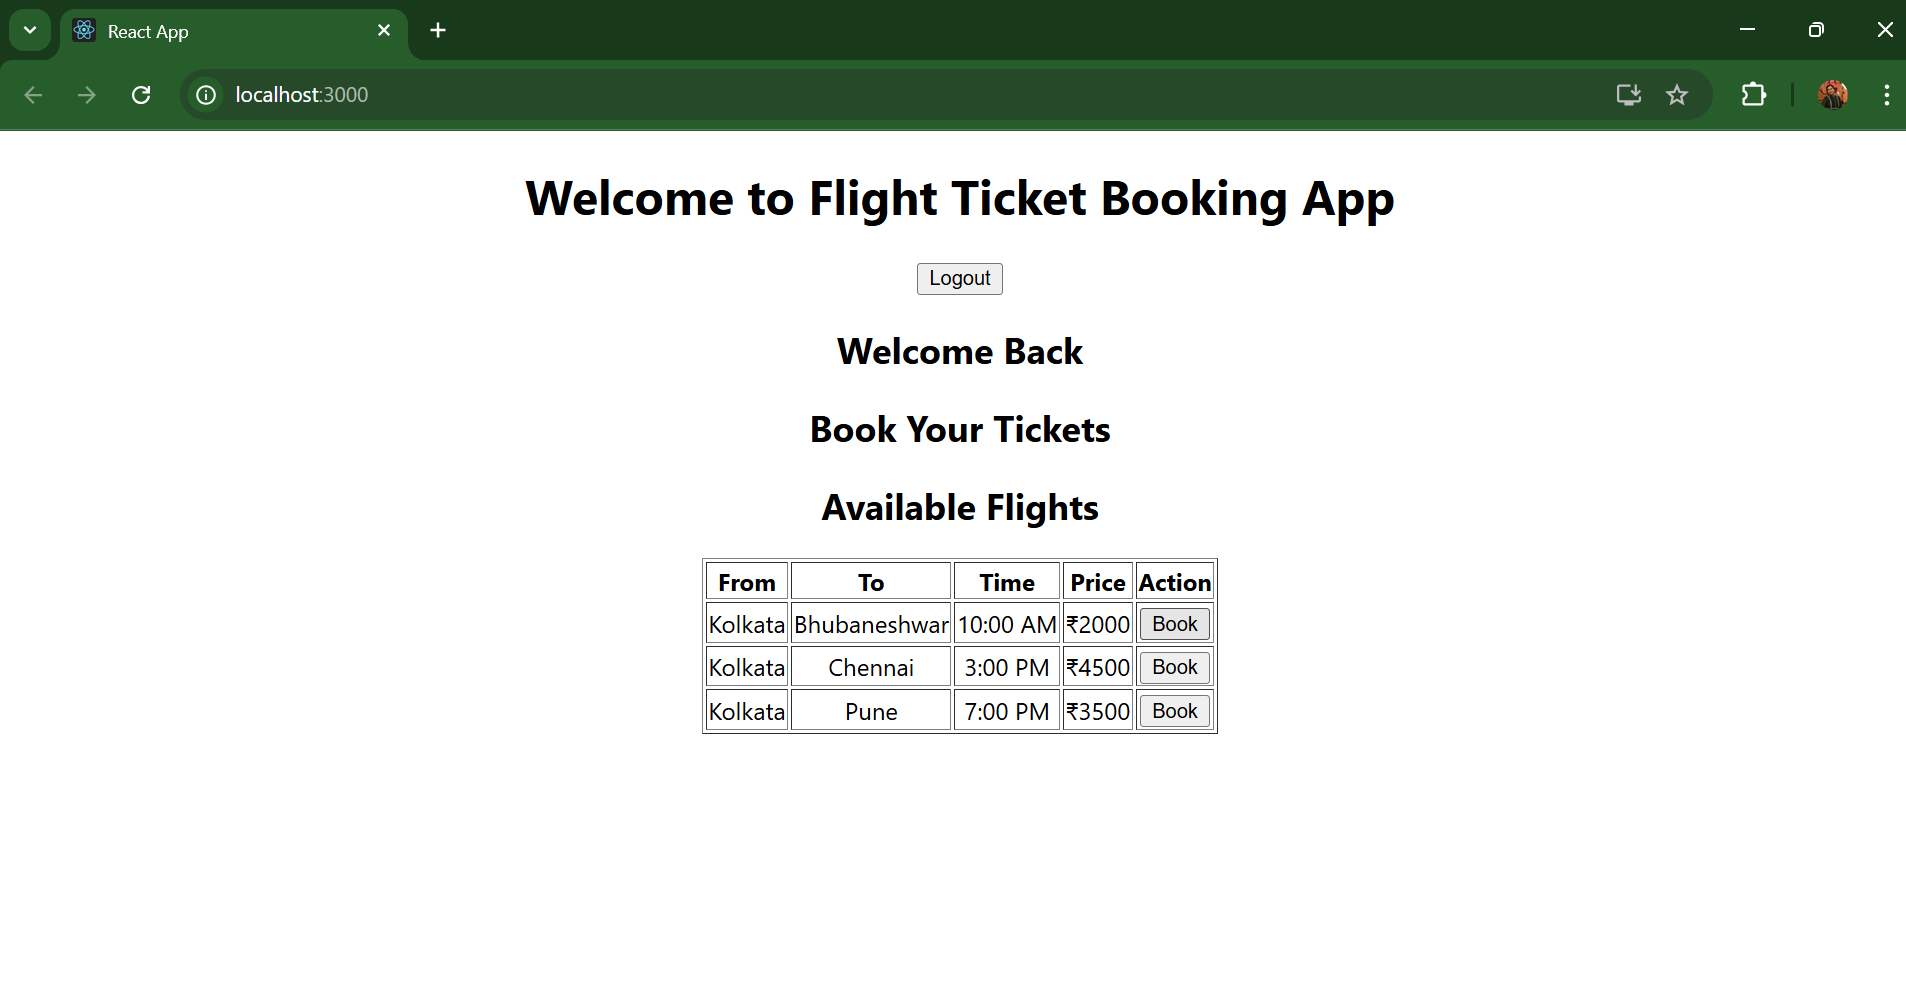 React App
localhost:3000
Welcome to Flight Ticket Booking App
Logout
Welcome Back
Book Your Tickets
Available Flights
From To Time Price Action
Kolkata Bhubaneshwar 10:00 AM ₹2000 Book
Kolkata Chennai 3:00 PM ₹4500 Book
Kolkata Pune 7:00 PM ₹3500 Book